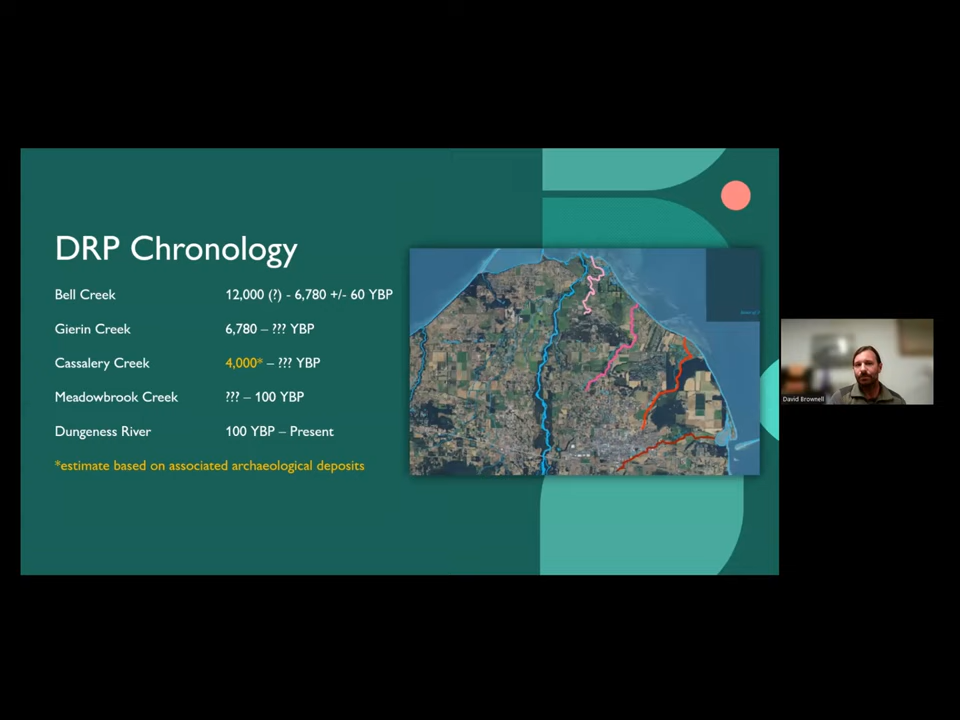 DRP Chronology
Bell Creek 12,000 (?) - 6,780 +/- 60 YBP
Gierin Creek 6,780 – ??? YBP
Cassalery Creek 4,000* – ??? YBP
Meadowbrook Creek ??? – 100 YBP
Dungeness River 100 YBP – Present
*estimate based on associated archaeological deposits
David Brownell